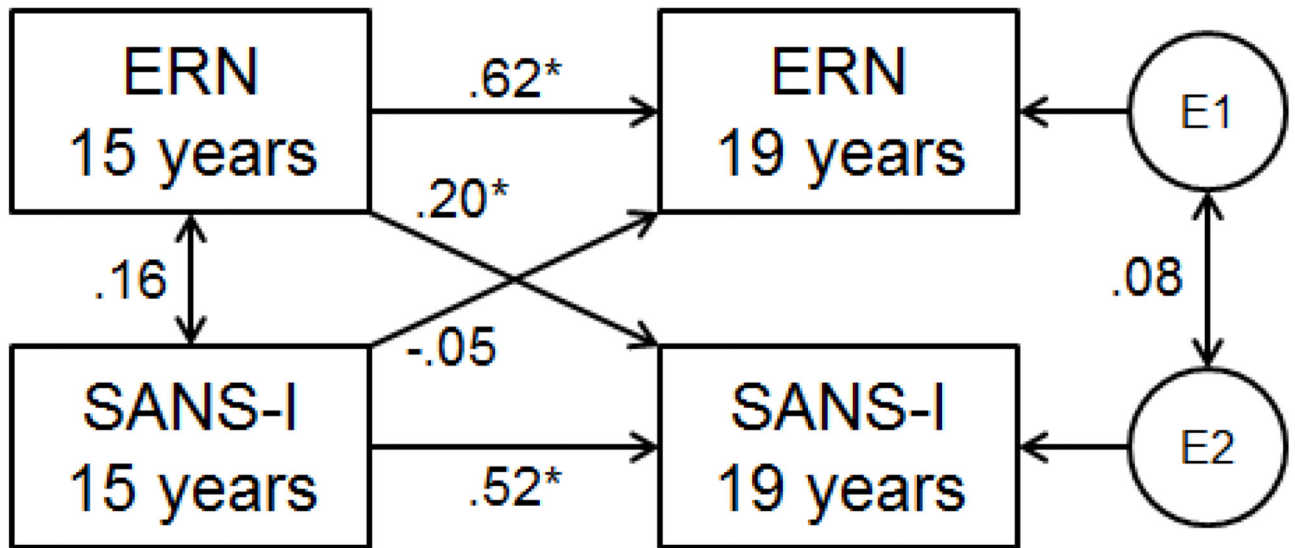 ERN
15 years
.62*
ERN
19 years
E1
.20*
.16
-.05
.08
SANS-I
15 years
.52*
SANS-I
19 years
E2